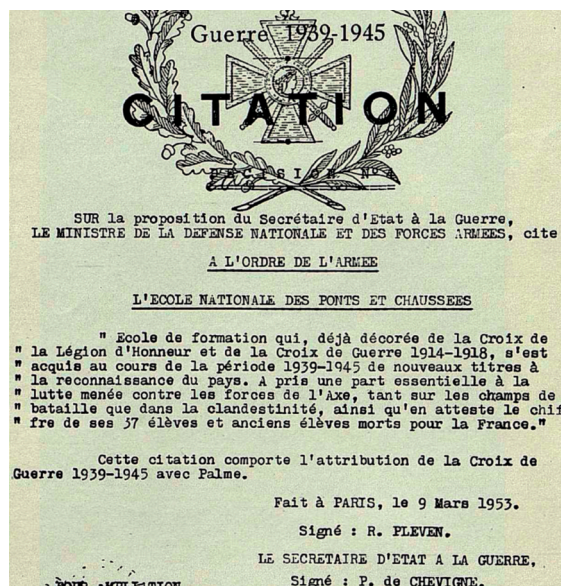 Guerre 1939-1945
CITATION
DECISION N°
SUR la proposition du Secrétaire d'Etat à la Guerre,
LE MINISTRE DE LA DEFENSE NATIONALE ET DES FORCES ARMEES, cite
A L'ORDRE DE L'ARMEE
L'ECOLE NATIONALE DES PONTS ET CHAUSSEES
" Ecole de formation qui, déjà décorée de la Croix de
" la Légion d'Honneur et de la Croix de Guerre 1914-1918, s'est
" acquis au cours de la période 1939-1945 de nouveaux titres à
" la reconnaissance du pays. A pris une part essentielle à la
" lutte menée contre les forces de l'Axe, tant sur les champs de
" bataille que dans la clandestinité, ainsi qu'en atteste le chif
" fre de ses 37 élèves et anciens élèves morts pour la France."
Cette citation comporte l'attribution de la Croix de
Guerre 1939-1945 avec Palme.
Fait à PARIS, le 9 Mars 1953.
Signé : R. PLEVEN.
LE SECRETAIRE D'ETAT A LA GUERRE,
POUR
Signé : P. de CHEVIGNE.